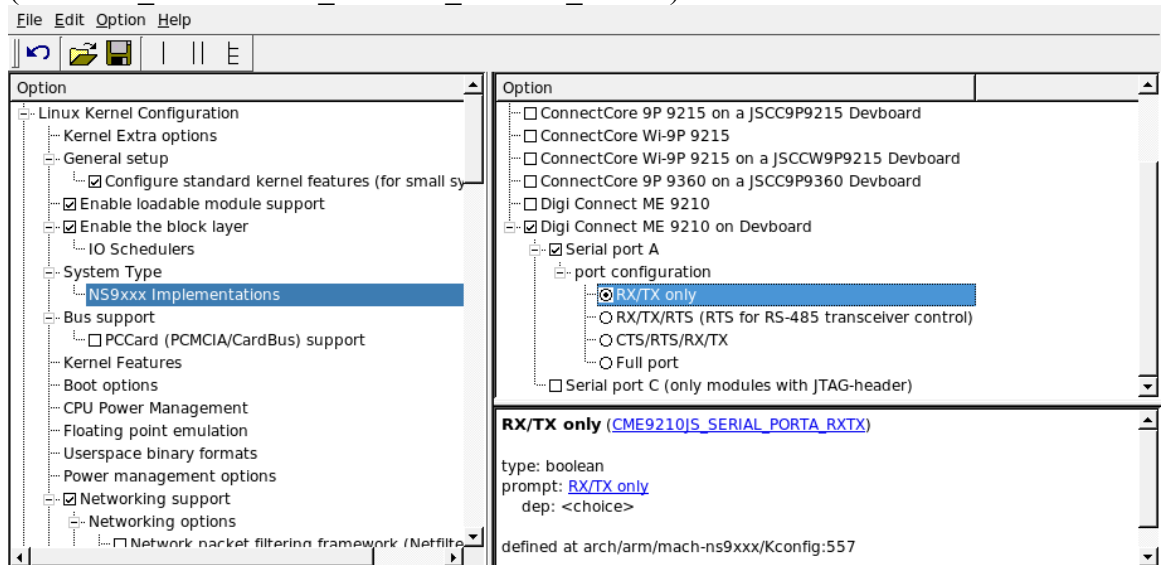 File Edit Option Help
Option
Linux Kernel Configuration
Kernel Extra options
General setup
Configure standard kernel features (for small sy
Enable loadable module support
Enable the block layer
IO Schedulers
System Type
NS9xxx Implementations
Bus support
PCCard (PCMCIA/CardBus) support
Kernel Features
Boot options
CPU Power Management
Floating point emulation
Userspace binary formats
Power management options
Networking support
Networking options
Network packet filtering framework (Netfilte
Option
ConnectCore 9P 9215 on a JSCC9P9215 Devboard
ConnectCore Wi-9P 9215
ConnectCore Wi-9P 9215 on a JSCCW9P9215 Devboard
ConnectCore 9P 9360 on a JSCC9P9360 Devboard
Digi Connect ME 9210
Digi Connect ME 9210 on Devboard
Serial port A
port configuration
RX/TX only
RX/TX/RTS (RTS for RS-485 transceiver control)
CTS/RTS/RX/TX
Full port
Serial port C (only modules with JTAG-header)
RX/TX only (CME9210JS_SERIAL_PORTA_RXTX)
type: boolean
prompt: RX/TX only
dep: <choice>
defined at arch/arm/mach-ns9xxx/Kconfig:557